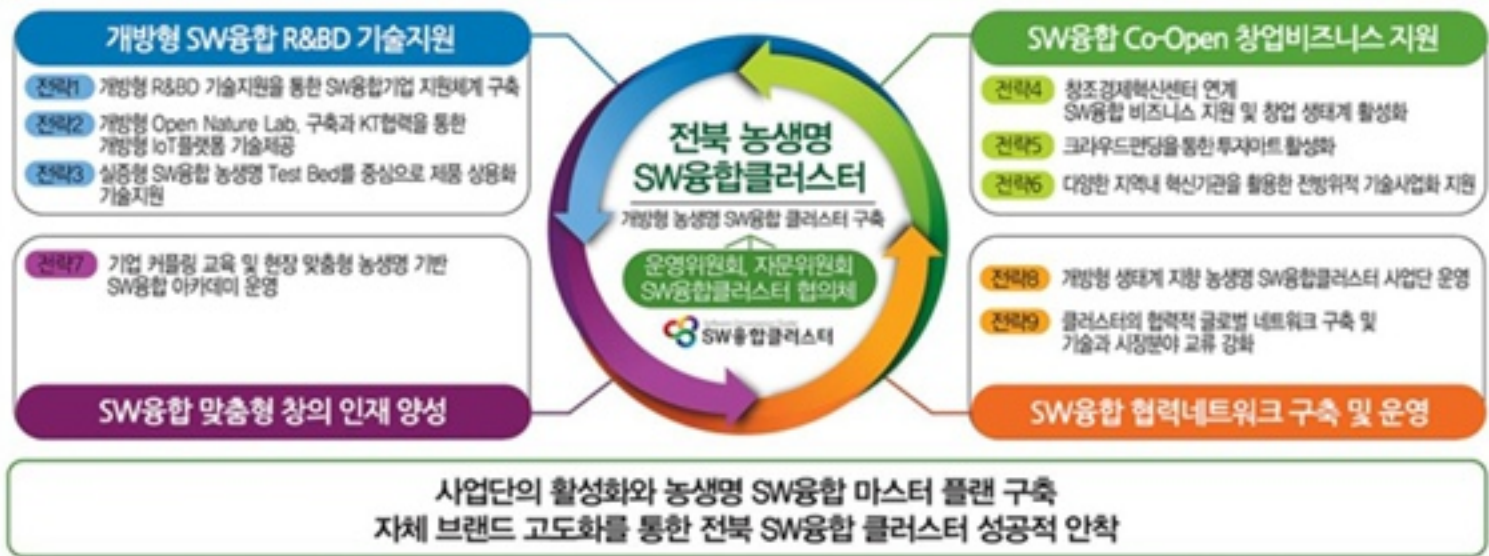 개방형 SW융합 R&BD 기술지원
전략1 개방형 R&BD 기술지원을 통한 SW융합기업 지원체계 구축
전략2 개방형 Open Nature Lab, 구축과 KT협력을 통한
개방형 IoT플랫폼 기술제공
전략3 실증형 SW융합 농생명 Test Bed를 중심으로 제품 상용화
기술지원
전략7 기업 커플링 교육 및 현장 맞춤형 농생명 기반
SW융합 아카데미 운영
SW융합 맞춤형 창의 인재 양성
전북 농생명
SW융합클러스터
개방형 농생명 SW융합 클러스터 구축
운영위원회, 자문위원회
SW융합클러스터 협의체
SW융합클러스터
SW융합 Co-Open 창업비즈니스 지원
전략4 창조경제혁신센터 연계
SW융합 비즈니스 지원 및 창업 생태계 활성화
전략5 크라우드펀딩을 통한 투자마트 활성화
전략6 다양한 지역내 혁신기관을 활용한 전방위적 기술사업화 지원
전략8 개방형 생태계 지향 농생명 SW융합클러스터 사업단 운영
전략9 클러스터의 협력적 글로벌 네트워크 구축 및
기술과 시장분야 교류 강화
SW융합 협력네트워크 구축 및 운영
사업단의 활성화와 농생명 SW융합 마스터 플랜 구축
자체 브랜드 고도화를 통한 전북 SW융합 클러스터 성공적 안착